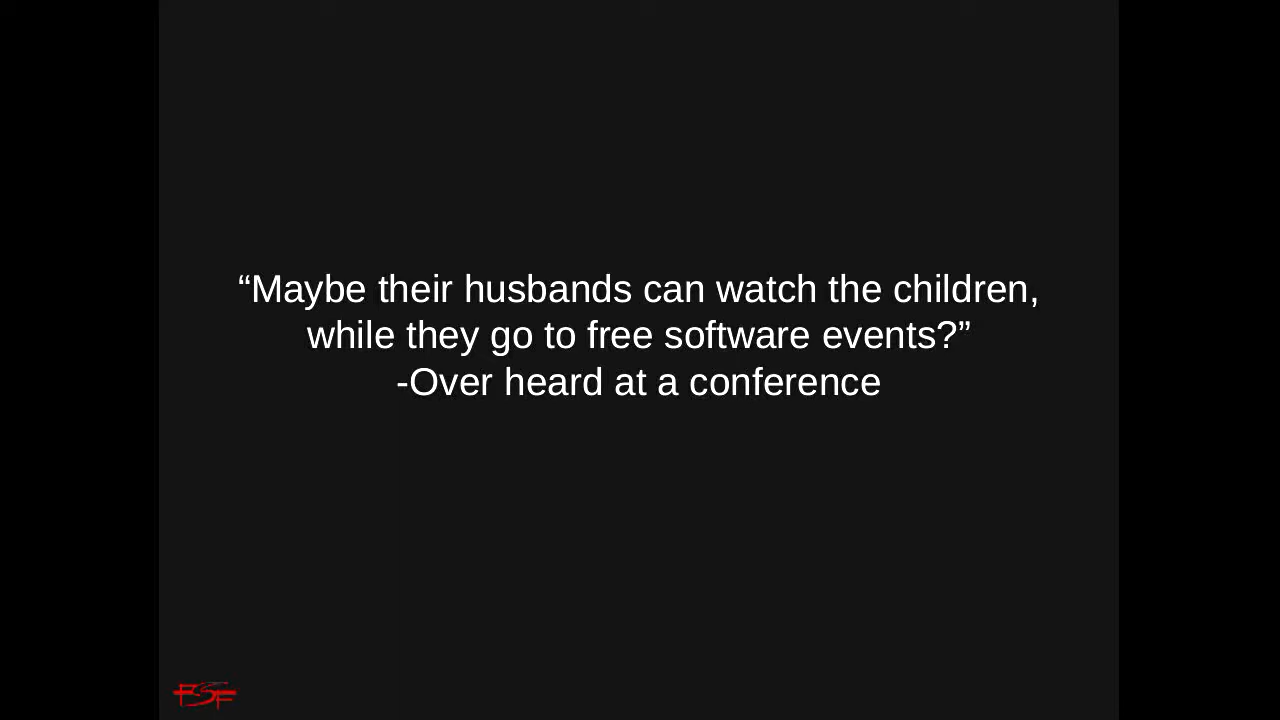 “Maybe their husbands can watch the children,
while they go to free software events?”
-Over heard at a conference
FSF